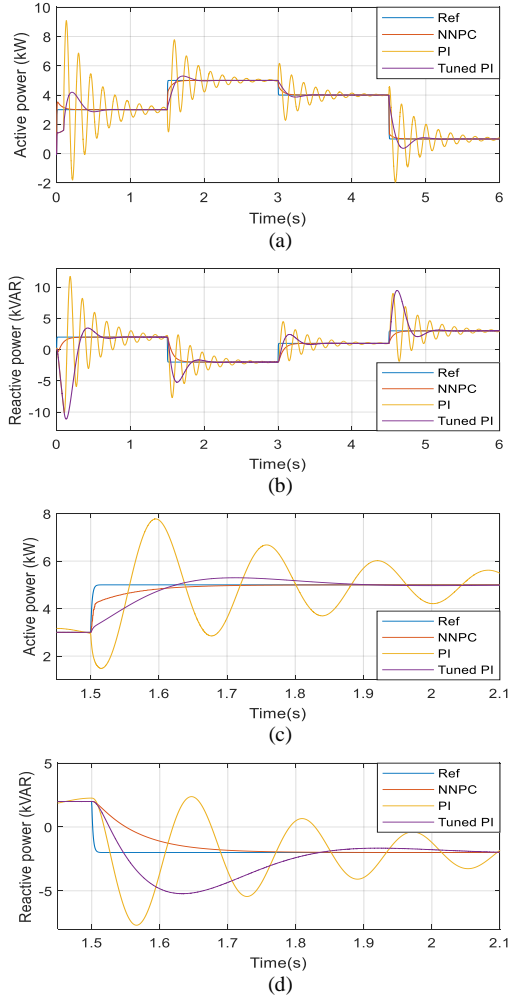 Active power (kW)
8
6
4
2
0
-2
0
1
2
3
4
5
6
Time(s)
Ref
NNPC
PI
Tuned PI
(a)
Reactive power (kVAR)
10
5
0
-5
-10
0
1
2
3
4
5
6
Time(s)
Ref
NNPC
PI
Tuned PI
(b)
Active power (kW)
8
6
4
2
1.5
1.6
1.7
1.8
1.9
2
2.1
Time(s)
Ref
NNPC
PI
Tuned PI
(c)
Reactive power (kVAR)
5
0
-5
1.5
1.6
1.7
1.8
1.9
2
2.1
Time(s)
Ref
NNPC
PI
Tuned PI
(d)